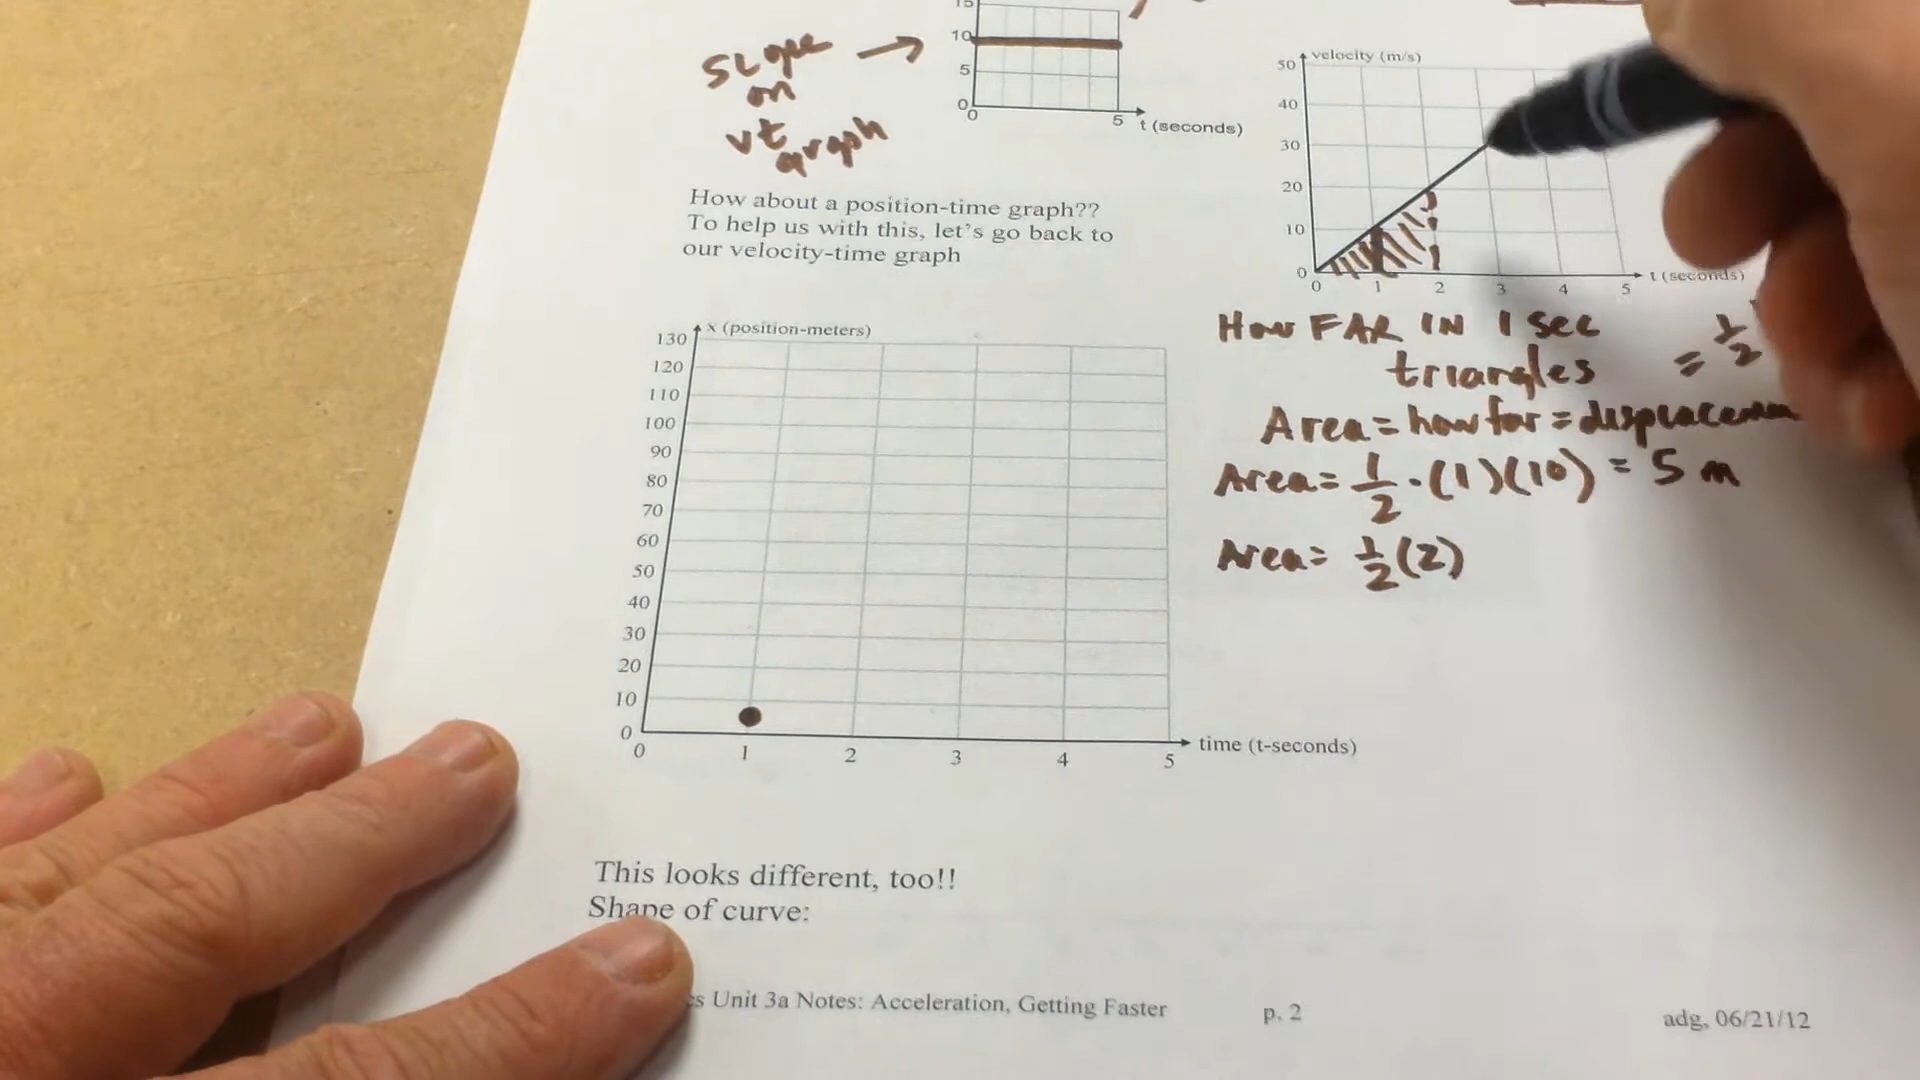 15
10
5
0
0
5
t (seconds)
SLope
on
vt
graph
velocity (m/s)
50
40
30
20
10
0
0 1 2 3 4 5
t (seconds)
How about a position-time graph??
To help us with this, let's go back to
our velocity-time graph
How FAR IN 1 sec
triangles = 1/2
Area = how far = displacemen
Area = 1/2 · (1)(10) = 5 m
Area = 1/2 (2)
x (position-meters)
130
120
110
100
90
80
70
60
50
40
30
20
10
0
0 1 2 3 4 5
time (t-seconds)
This looks different, too!!
Shape of curve:
Unit 3a Notes: Acceleration, Getting Faster p. 2 adg, 06/21/12